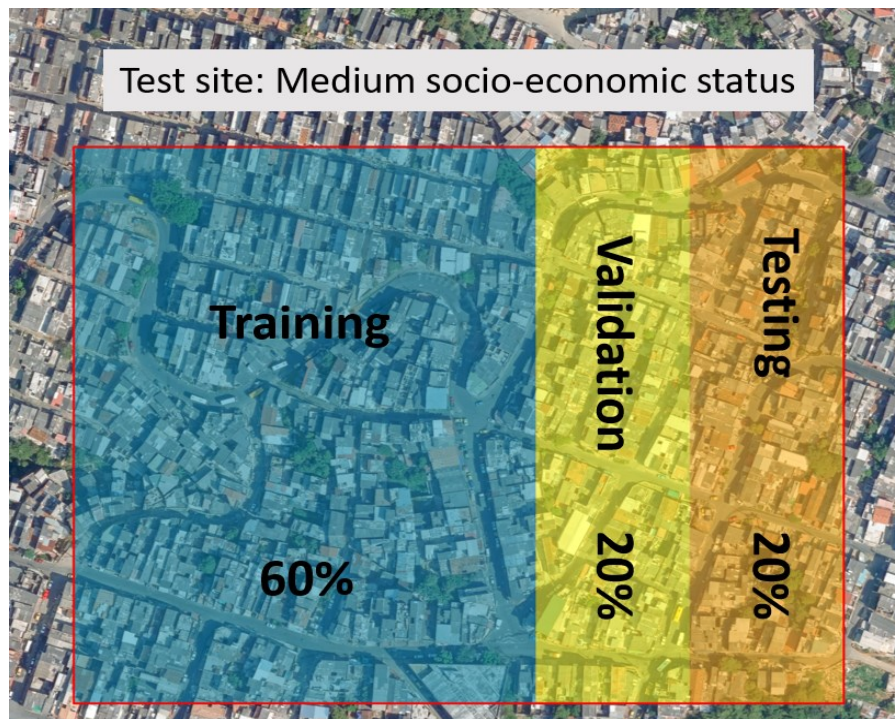 Test site: Medium socio-economic status
Training
60%
Validation
20%
Testing
20%